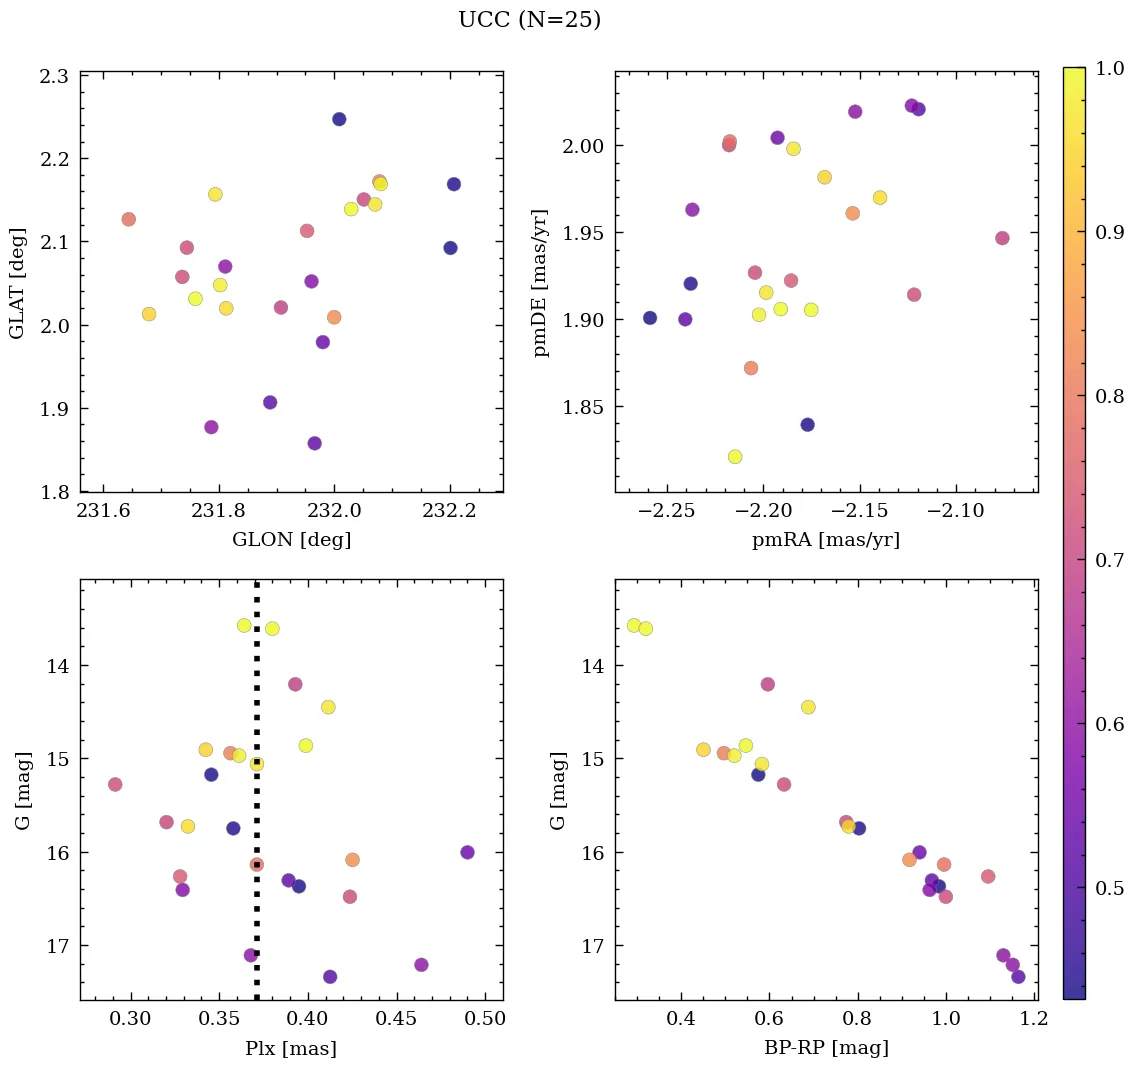 UCC (N=25)
2.3
2.2
2.1
2.0
1.9
1.8
GLAT [deg]
231.6 231.8 232.0 232.2
GLON [deg]
2.00
1.95
1.90
1.85
pmDE [mas/yr]
−2.25 −2.20 −2.15 −2.10
pmRA [mas/yr]
14
15
16
17
G [mag]
0.30 0.35 0.40 0.45 0.50
Plx [mas]
14
15
16
17
G [mag]
0.4 0.6 0.8 1.0 1.2
BP-RP [mag]
1.0
0.9
0.8
0.7
0.6
0.5